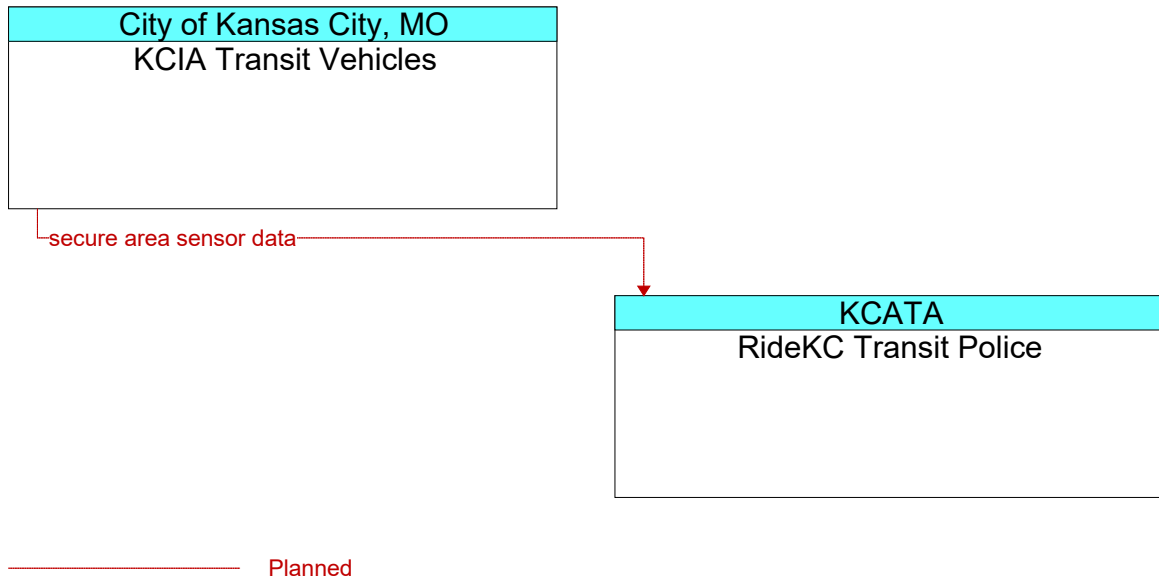 City of Kansas City, MO
KCIA Transit Vehicles
secure area sensor data
KCATA
RideKC Transit Police
Planned